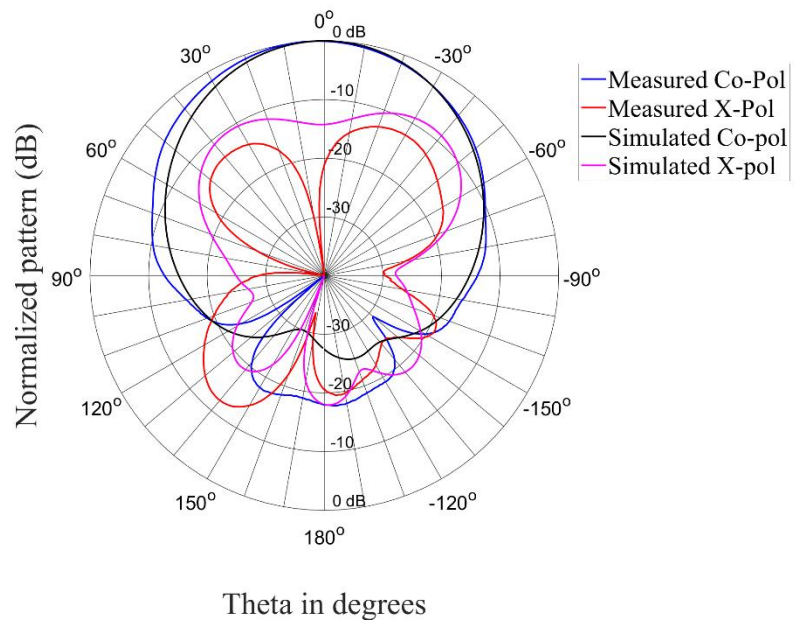 0°
0 dB
30°
-30°
-10
Measured Co-Pol
Measured X-Pol
Simulated Co-pol
Simulated X-pol
60°
-60°
-20
-30
Normalized pattern (dB)
90°
-90°
-30
120°
-150°
-20
-10
150°
-120°
0 dB
180°
Theta in degrees